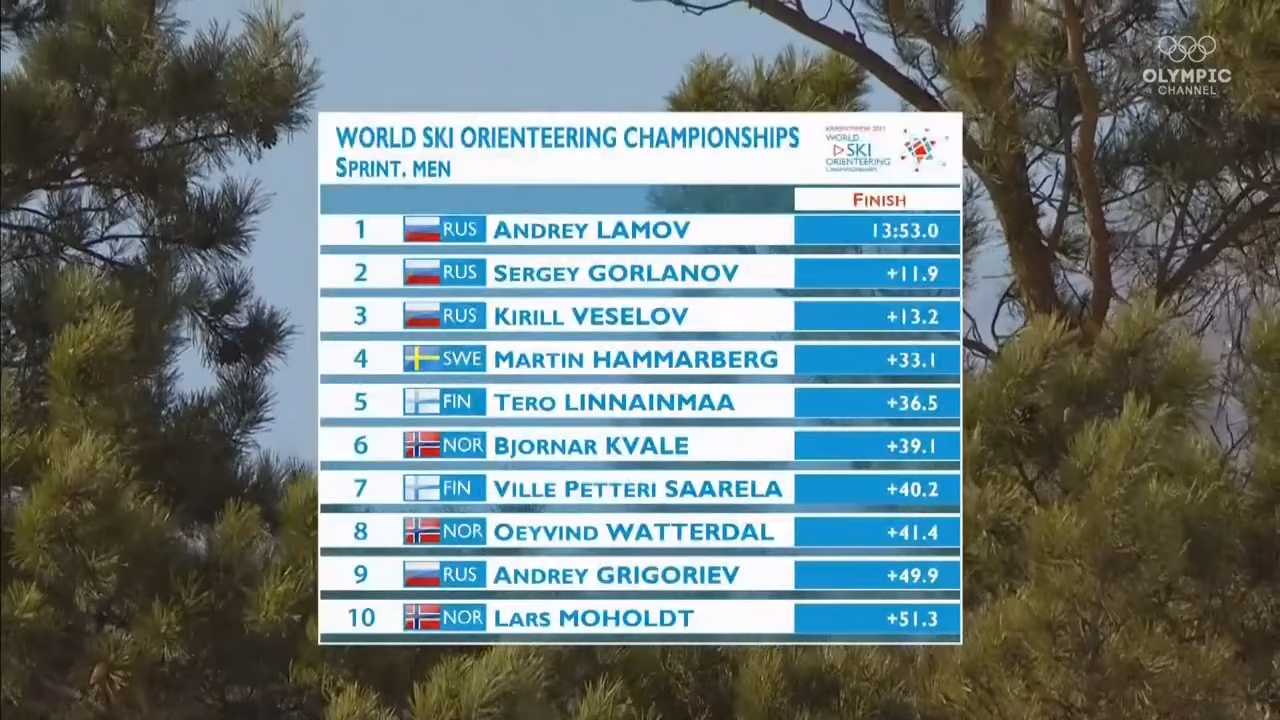 OLYMPIC
CHANNEL
WORLD SKI ORIENTEERING CHAMPIONSHIPS
SPRINT. MEN
WORLD
SKI
ORIENTEERING
FINISH
1 RUS ANDREY LAMOV 13:53.0
2 RUS SERGEY GORLANOV +11.9
3 RUS KIRILL VESELOV +13.2
4 SWE MARTIN HAMMARBERG +33.1
5 FIN TERO LINNAINMAA +36.5
6 NOR BJORNAR KVALE +39.1
7 FIN VILLE PETTERI SAARELA +40.2
8 NOR OEYVIND WATTERDAL +41.4
9 RUS ANDREY GRIGORIEV +49.9
10 NOR LARS MOHOLDT +51.3